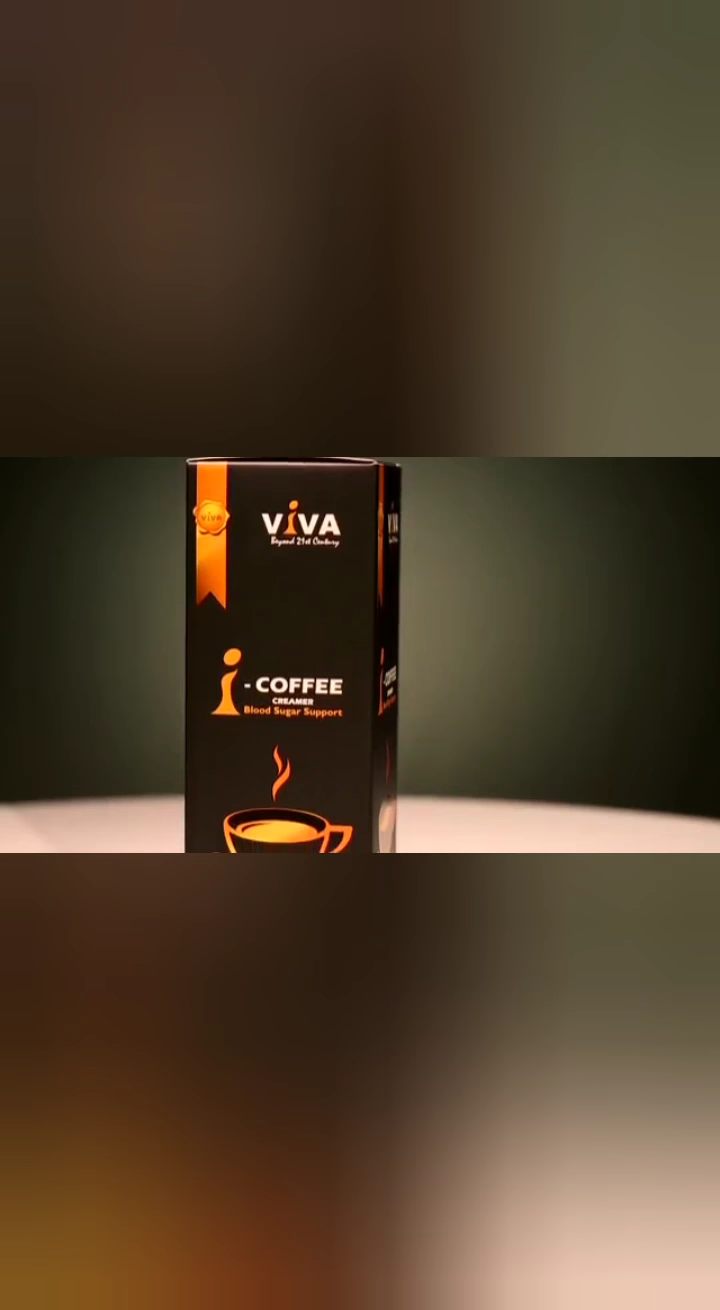 ViVA
ViVA
Beyond 21st Century
i - COFFEE
CREAMER
Blood Sugar Support